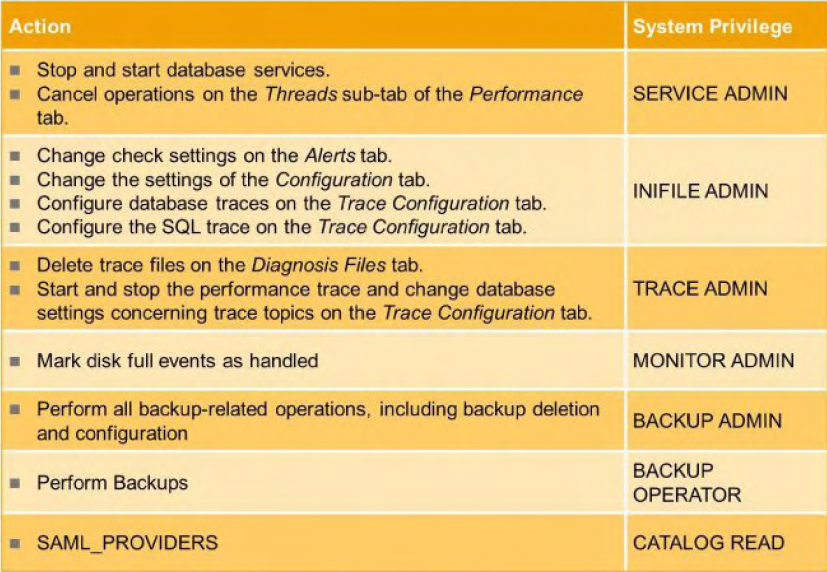 Action System Privilege
Stop and start database services.
Cancel operations on the Threads sub-tab of the Performance
tab.
SERVICE ADMIN
Change check settings on the Alerts tab.
Change the settings of the Configuration tab.
Configure database traces on the Trace Configuration tab.
Configure the SQL trace on the Trace Configuration tab.
INIFILE ADMIN
Delete trace files on the Diagnosis Files tab.
Start and stop the performance trace and change database
settings concerning trace topics on the Trace Configuration tab.
TRACE ADMIN
Mark disk full events as handled
MONITOR ADMIN
Perform all backup-related operations, including backup deletion
and configuration
BACKUP ADMIN
Perform Backups
BACKUP
OPERATOR
SAML_PROVIDERS
CATALOG READ